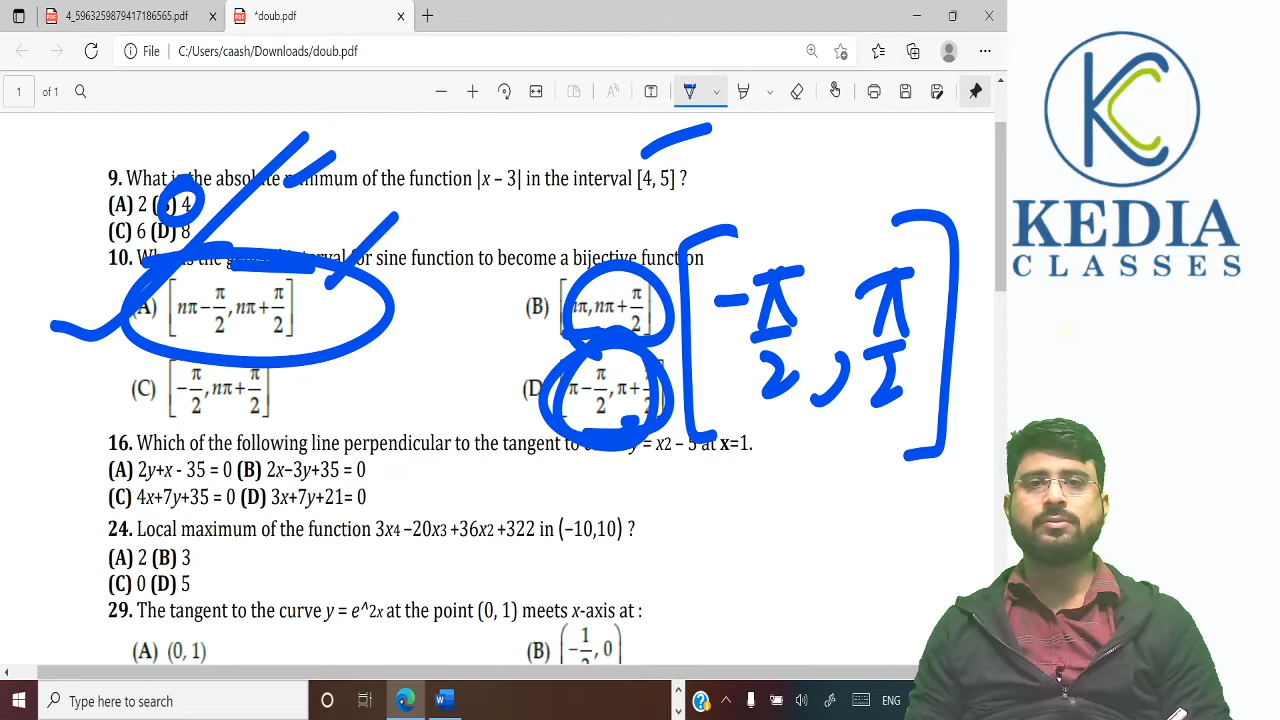 4_5963259879417186565.pdf
*doub.pdf
File C:/Users/caash/Downloads/doub.pdf
1 of 1
KC
KEDIA
CLASSES
9. What is the absolute minimum of the function |x – 3| in the interval [4, 5] ?
(A) 2 (B) 4
(C) 6 (D) 8
10. What is the interval for sine function to become a bijective function
(A) [nπ−π/2, nπ+π/2]
(B) [nπ, nπ+π/2]
(C) [−π/2, nπ+π/2]
(D) [π−π/2, π+π/2]
[-π/2, π/2]
16. Which of the following line perpendicular to the tangent to y = x2 – 5 at x=1.
(A) 2y+x - 35 = 0 (B) 2x−3y+35 = 0
(C) 4x+7y+35 = 0 (D) 3x+7y+21= 0
24. Local maximum of the function 3x4 −20x3 +36x2 +322 in (−10,10) ?
(A) 2 (B) 3
(C) 0 (D) 5
29. The tangent to the curve y = e^2x at the point (0, 1) meets x-axis at :
(A) (0, 1)
(B) (−1/2, 0)
Type here to search
ENG